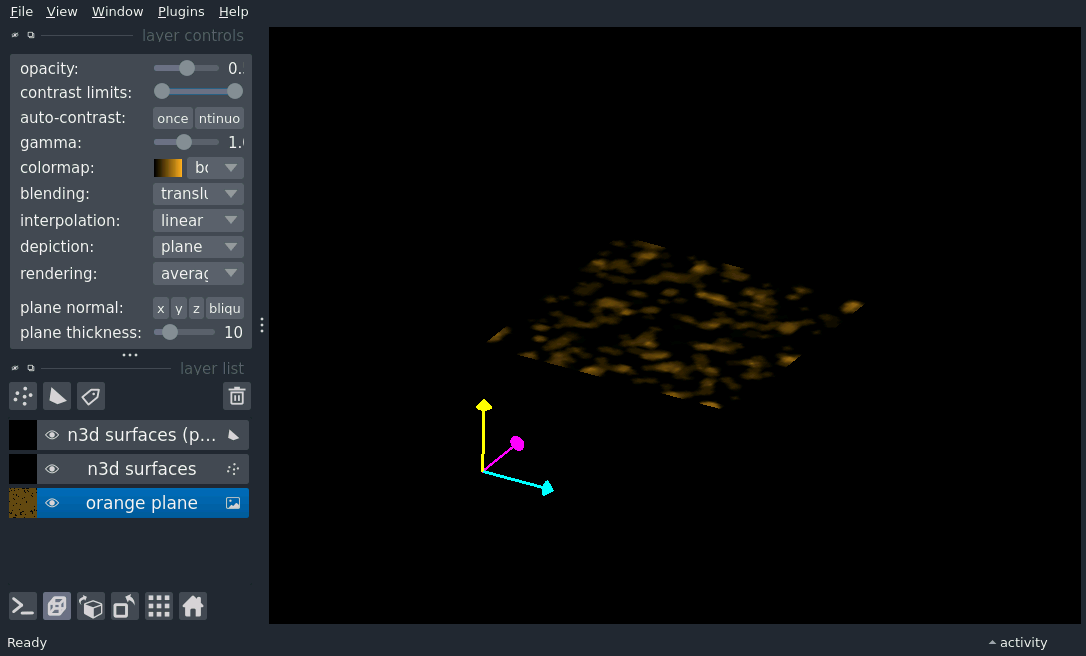 File View Window Plugins Help
layer controls
opacity: 0.
contrast limits:
auto-contrast: once ntinuo
gamma: 1.
colormap: bo
blending: translu
interpolation: linear
depiction: plane
rendering: averag
plane normal: x y z bliqu
plane thickness: 10
layer list
n3d surfaces (p...
n3d surfaces
orange plane
Ready
activity